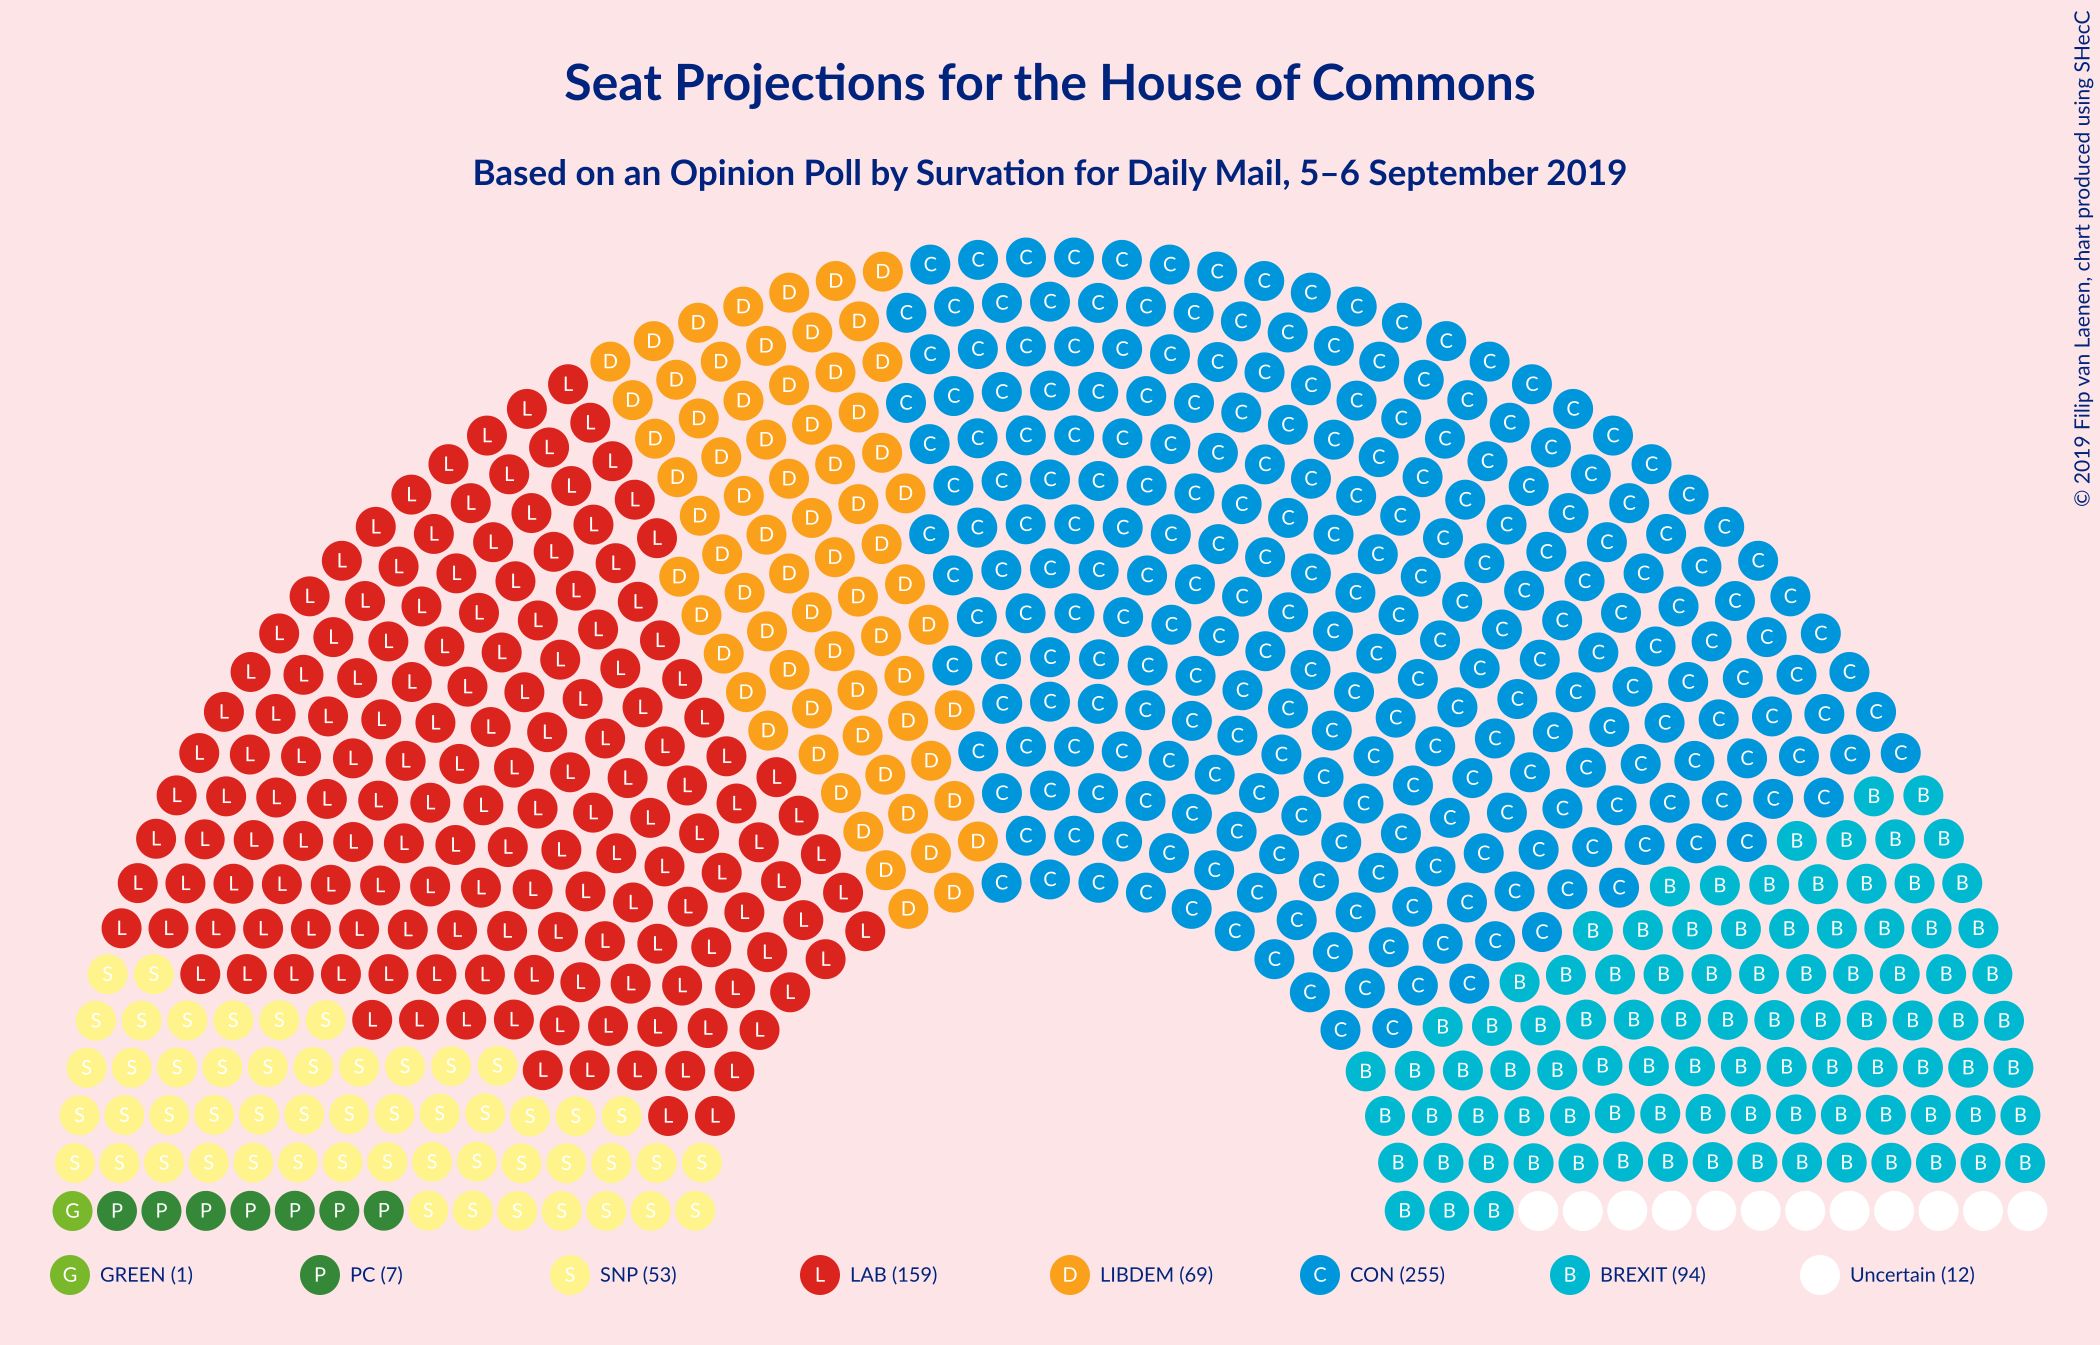 Seat Projections for the House of Commons
Based on an Opinion Poll by Survation for Daily Mail, 5–6 September 2019
© 2019 Filip van Laenen, chart produced using SHecC
G GREEN (1) P PC (7) S SNP (53) L LAB (159) D LIBDEM (69) C CON (255) B BREXIT (94) Uncertain (12)